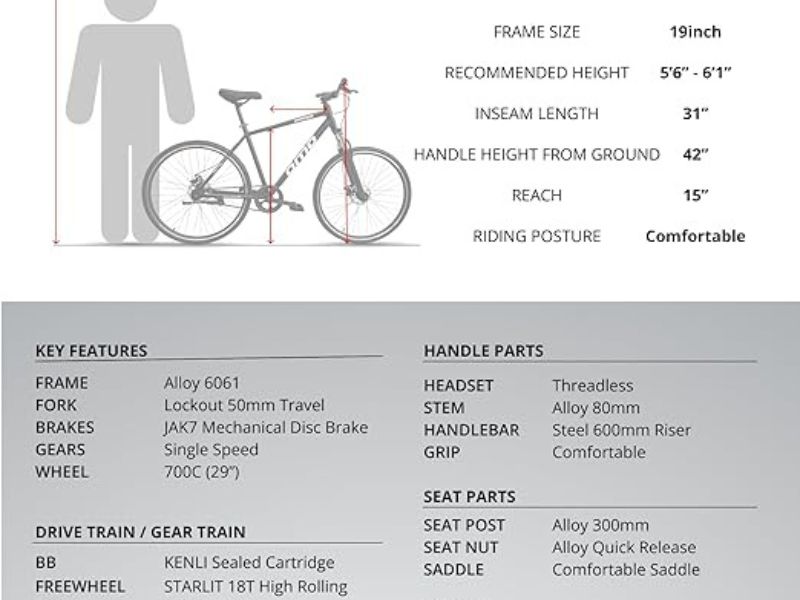 FRAME SIZE 19inch
RECOMMENDED HEIGHT 5’6” - 6’1”
INSEAM LENGTH 31”
HANDLE HEIGHT FROM GROUND 42”
REACH 15”
RIDING POSTURE Comfortable
omo
KEY FEATURES
FRAME Alloy 6061
FORK Lockout 50mm Travel
BRAKES JAK7 Mechanical Disc Brake
GEARS Single Speed
WHEEL 700C (29”)
DRIVE TRAIN / GEAR TRAIN
BB KENLI Sealed Cartridge
FREEWHEEL STARLIT 18T High Rolling
HANDLE PARTS
HEADSET Threadless
STEM Alloy 80mm
HANDLEBAR Steel 600mm Riser
GRIP Comfortable
SEAT PARTS
SEAT POST Alloy 300mm
SEAT NUT Alloy Quick Release
SADDLE Comfortable Saddle